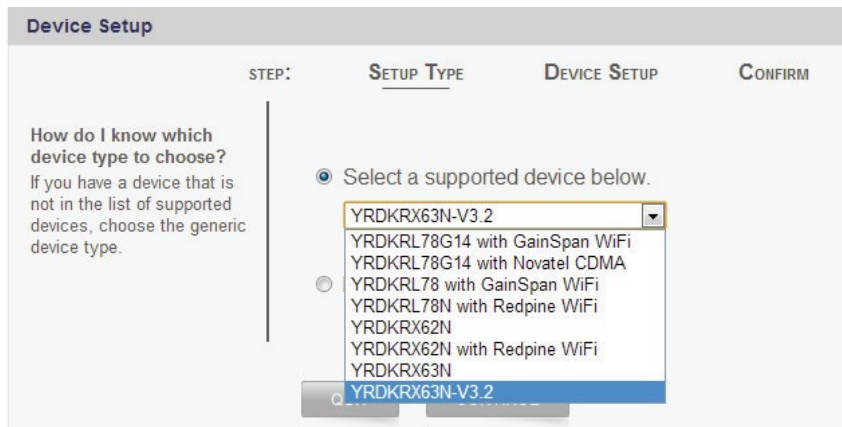 Device Setup
STEP: SETUP TYPE DEVICE SETUP CONFIRM
How do I know which
device type to choose?
If you have a device that is
not in the list of supported
devices, choose the generic
device type.
Select a supported device below.
YRDKRX63N-V3.2
YRDKRL78G14 with GainSpan WiFi
YRDKRL78G14 with Novatel CDMA
YRDKRL78 with GainSpan WiFi
YRDKRL78N with Redpine WiFi
YRDKRX62N
YRDKRX62N with Redpine WiFi
YRDKRX63N
YRDKRX63N-V3.2